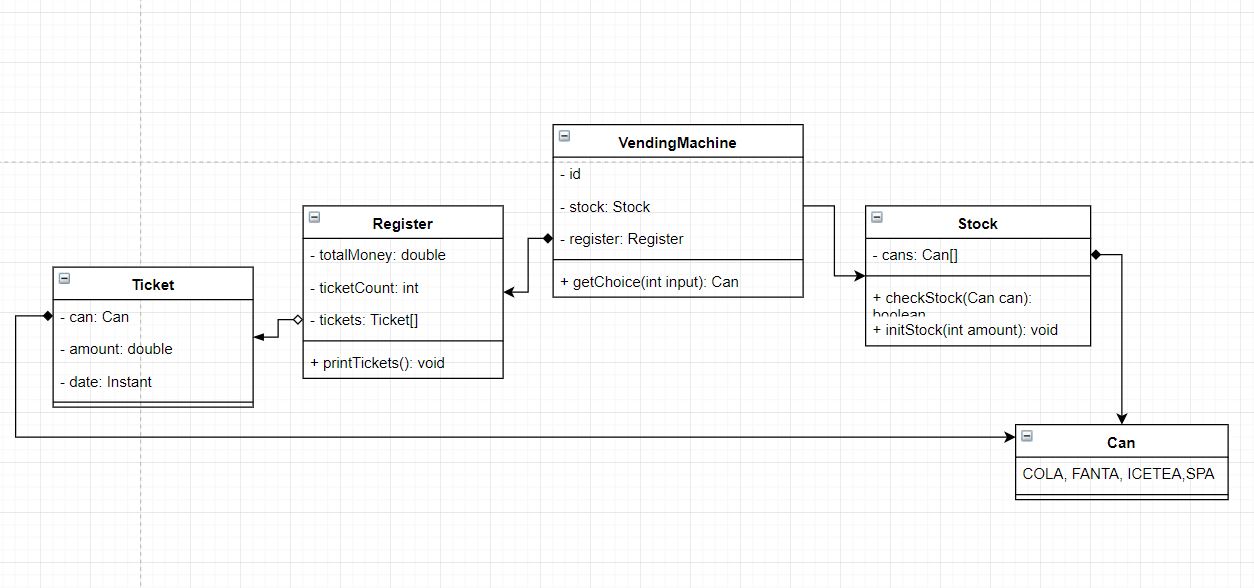 VendingMachine
- id
- stock: Stock
- register: Register
+ getChoice(int input): Can
Register
- totalMoney: double
- ticketCount: int
- tickets: Ticket[]
+ printTickets(): void
Stock
- cans: Can[]
+ checkStock(Can can):
boolean
+ initStock(int amount): void
Ticket
- can: Can
- amount: double
- date: Instant
Can
COLA, FANTA, ICETEA,SPA